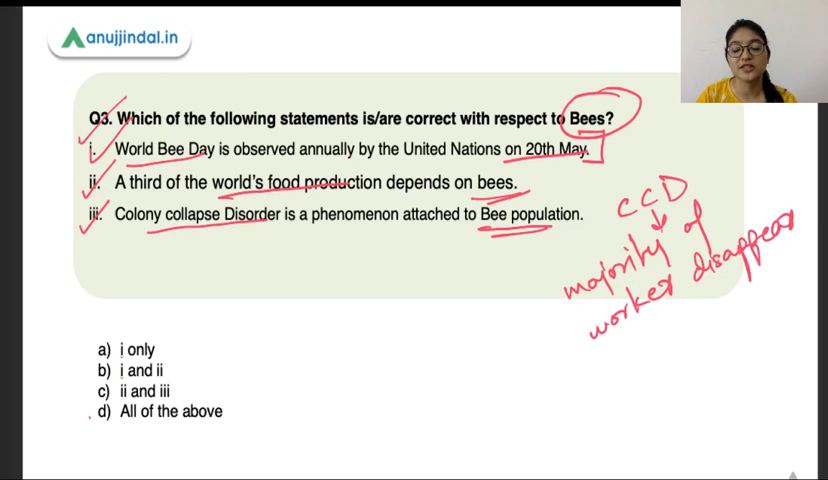 anujjindal.in
Q3. Which of the following statements is/are correct with respect to Bees?
i. World Bee Day is observed annually by the United Nations on 20th May.
ii. A third of the world's food production depends on bees.
iii. Colony collapse Disorder is a phenomenon attached to Bee population.
CCD
majority of
worker disappear
a) i only
b) i and ii
c) ii and iii
d) All of the above